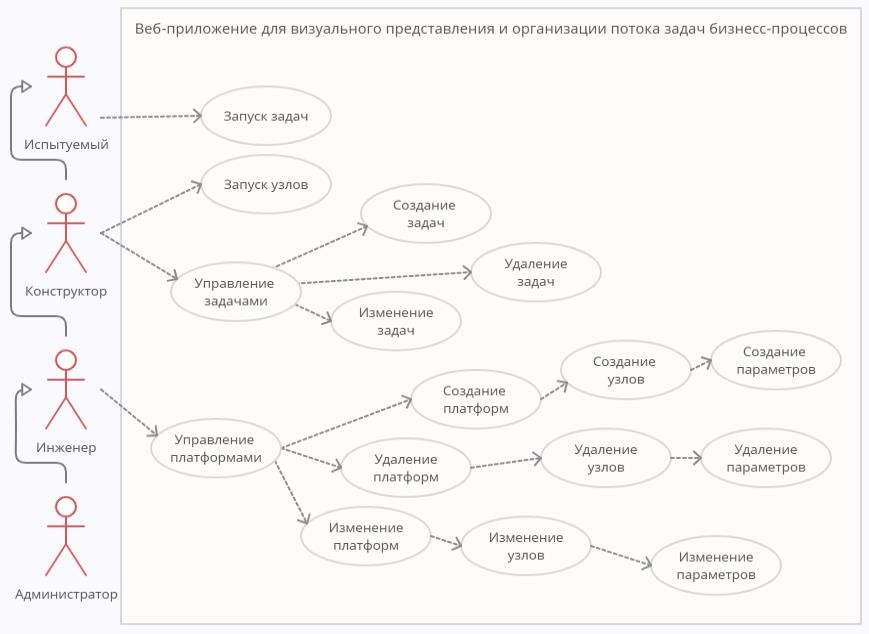 Веб-приложение для визуального представления и организации потока задач бизнесс-процессов
Испытуемый
Запуск задач
Запуск узлов
Конструктор
Создание
задач
Управление
задачами
Удаление
задач
Изменение
задач
Инженер
Управление
платформами
Создание
платформ
Создание
узлов
Создание
параметров
Удаление
платформ
Удаление
узлов
Удаление
параметров
Изменение
платформ
Изменение
узлов
Изменение
параметров
Администратор